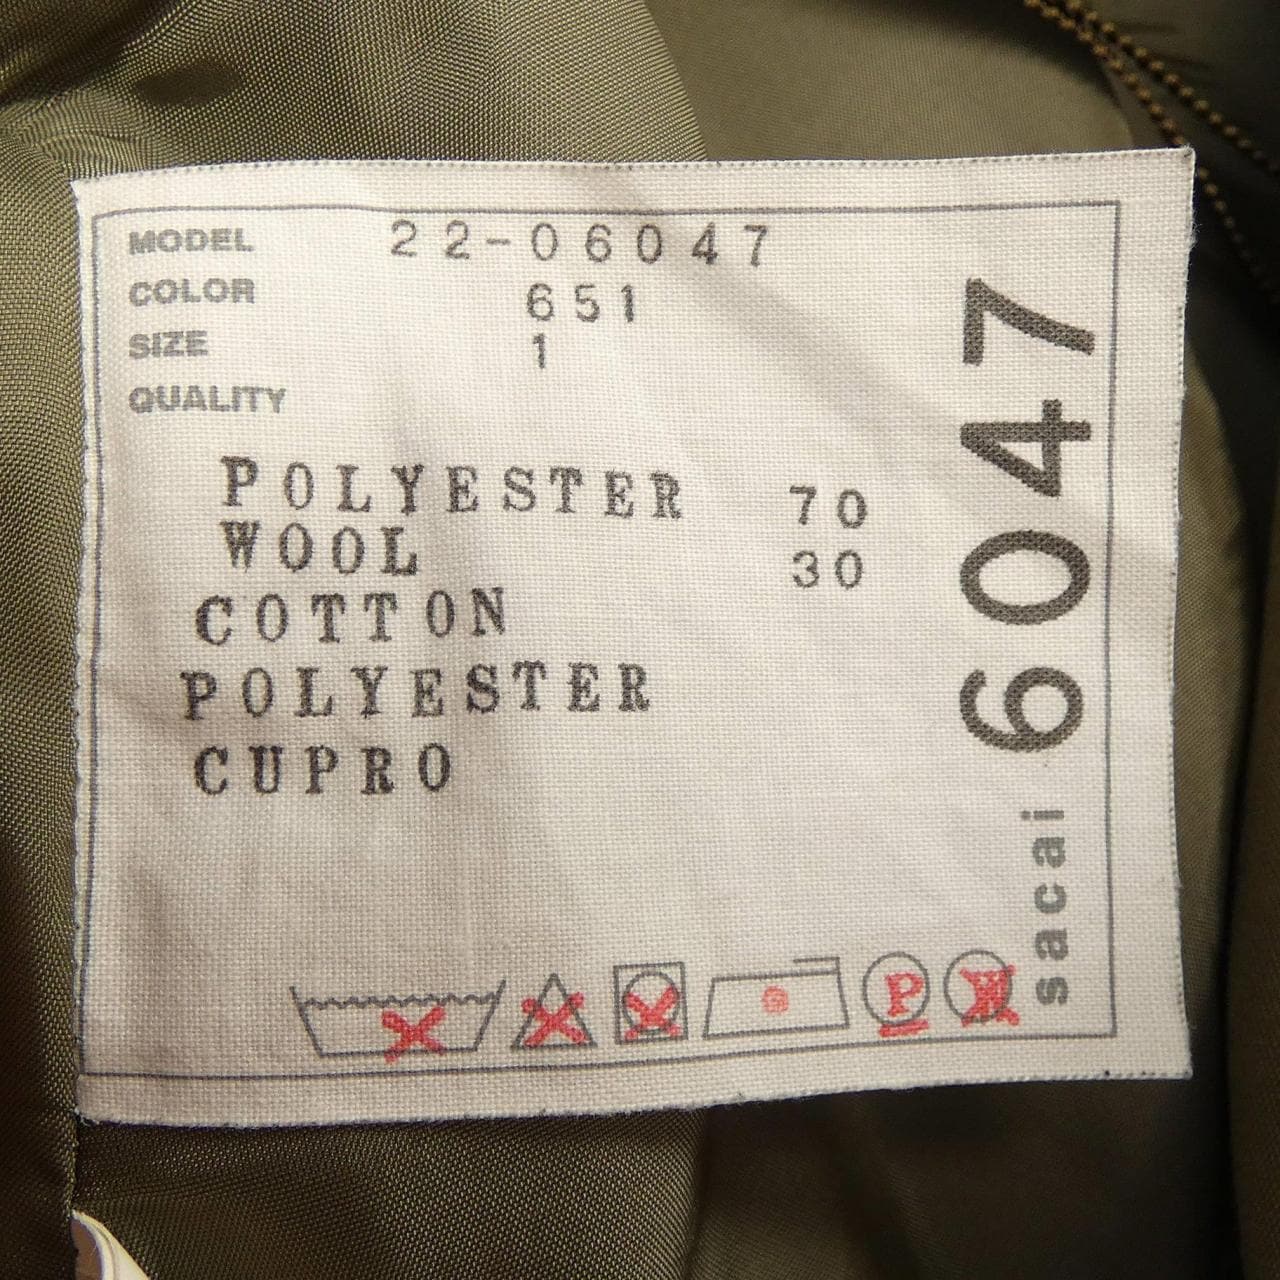 MODEL 22-06047
COLOR 651
SIZE 1
QUALITY
POLYESTER 70
WOOL 30
COTTON
POLYESTER
CUPRO
P
W
sacai 6047